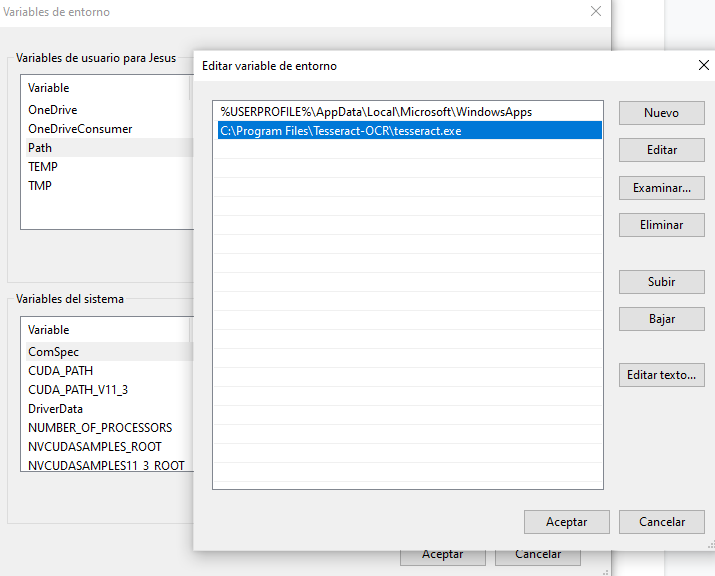 Variables de entorno
Variables de usuario para Jesus
Variable
OneDrive
OneDriveConsumer
Path
TEMP
TMP
Variables del sistema
Variable
ComSpec
CUDA_PATH
CUDA_PATH_V11_3
DriverData
NUMBER_OF_PROCESSORS
NVCUDASAMPLES_ROOT
NVCUDASAMPLES11_3_ROOT
Aceptar
Cancelar
Editar variable de entorno
%USERPROFILE%\AppData\Local\Microsoft\WindowsApps
C:\Program Files\Tesseract-OCR\tesseract.exe
Nuevo
Editar
Examinar...
Eliminar
Subir
Bajar
Editar texto...
Aceptar
Cancelar